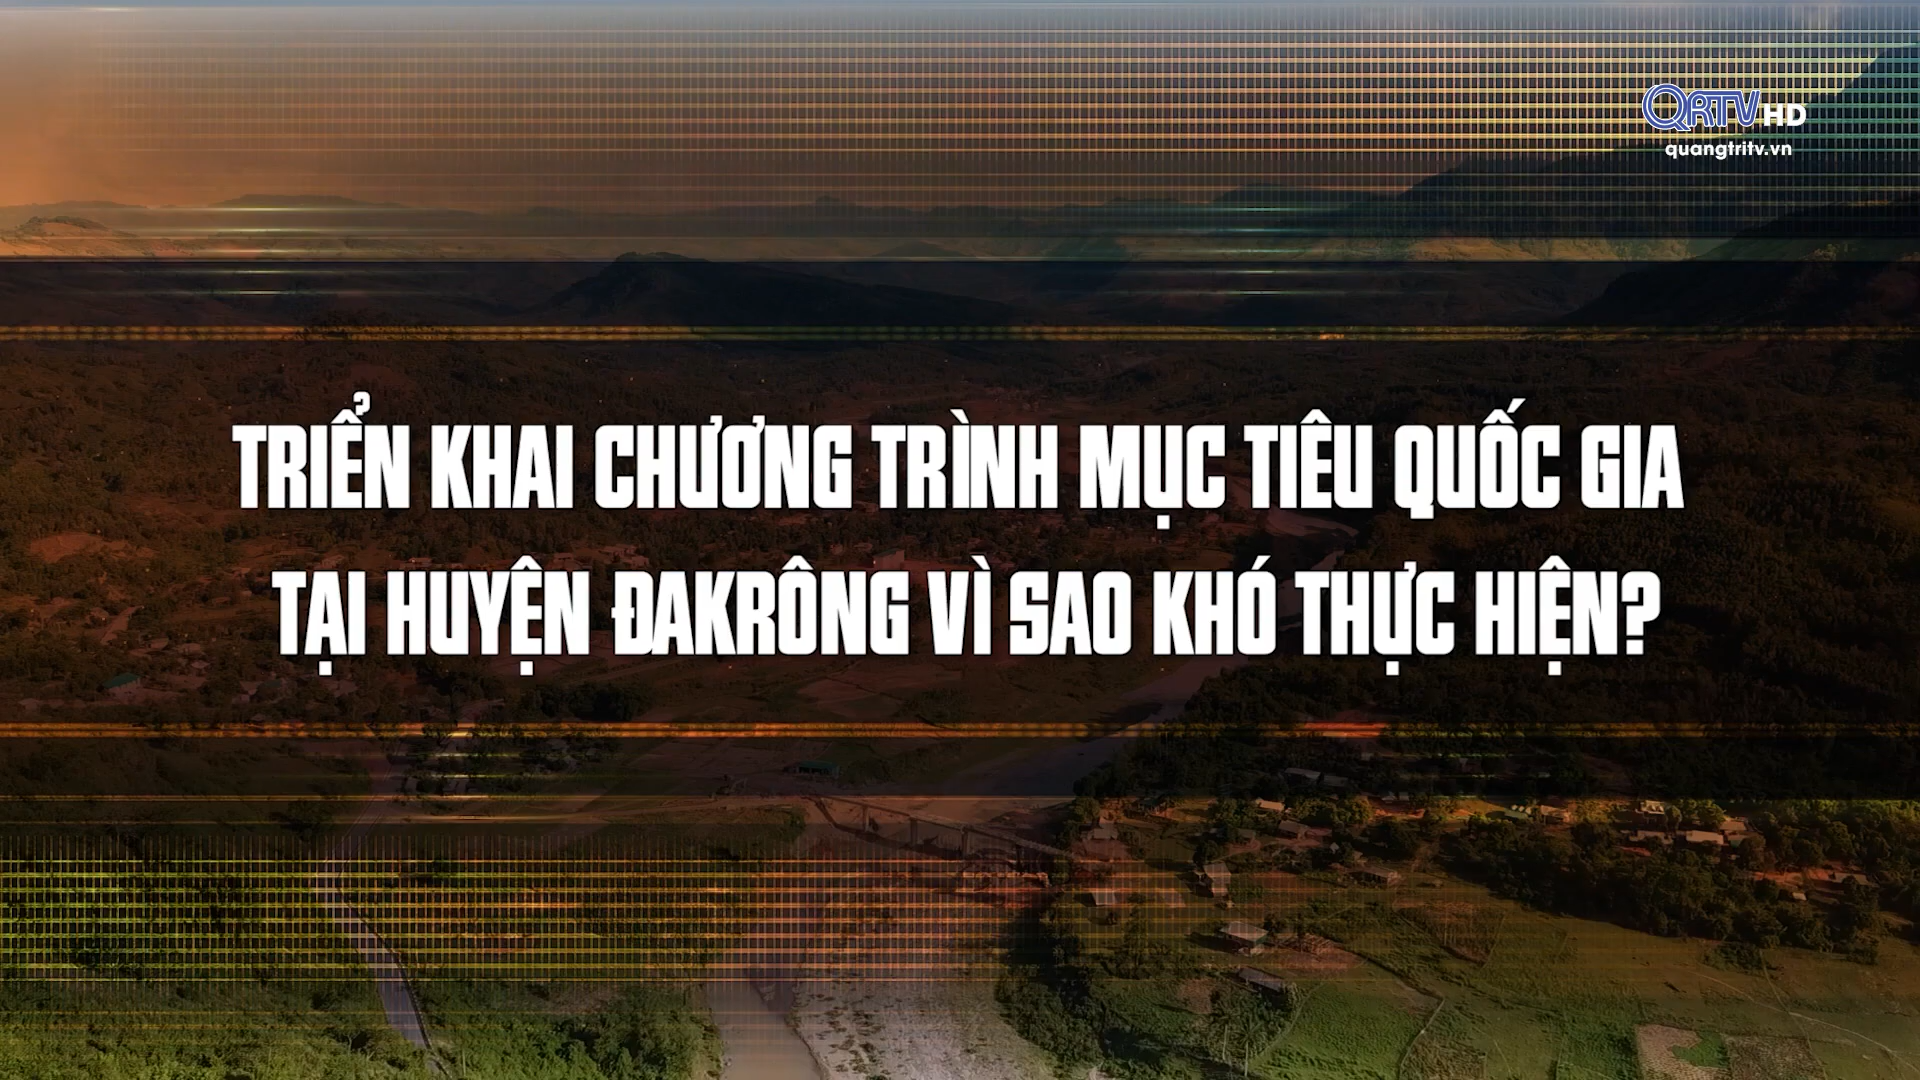 QRTV HD
quangtritv.vn
TRIỂN KHAI CHƯƠNG TRÌNH MỤC TIÊU QUỐC GIA
TẠI HUYỆN ĐAKRÔNG VÌ SAO KHÓ THỰC HIỆN?